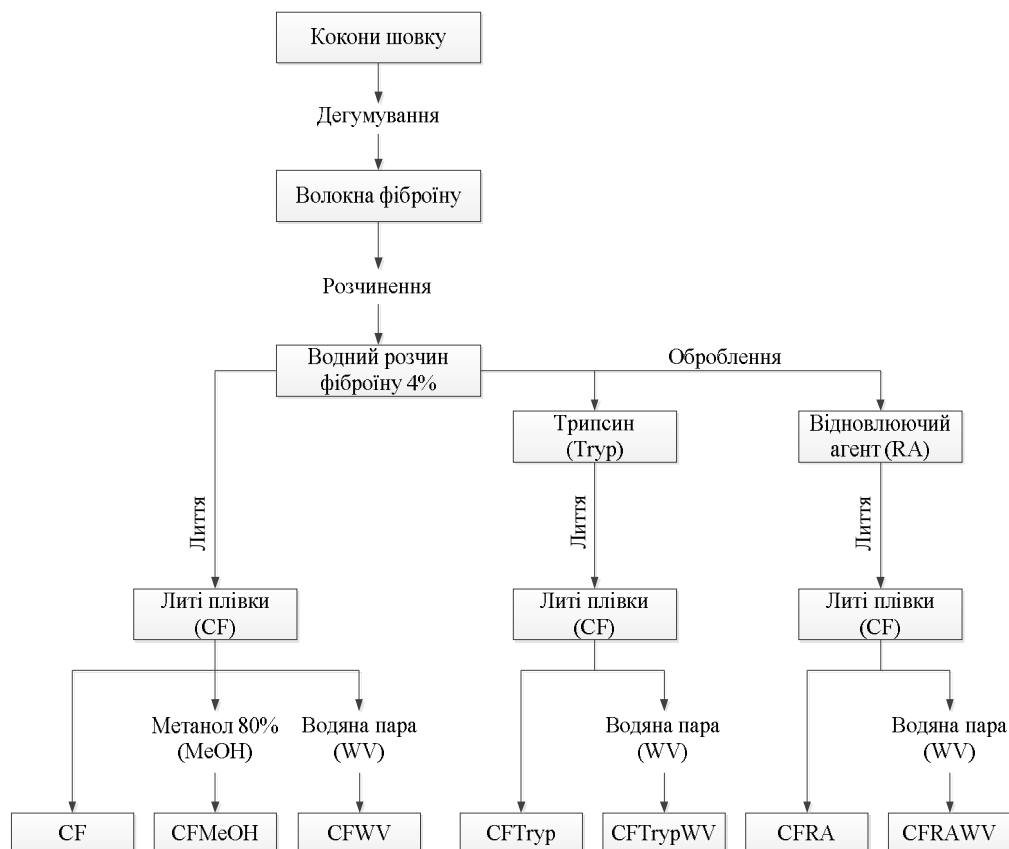 Кокони шовку
Дегумування
Волокна фіброїну
Розчинення
Водний розчин
фіброїну 4%
Оброблення
Трипсин
(Tryp)
Відновлюючий
агент (RA)
Лиття
Лиття
Лиття
Литі плівки
(CF)
Литі плівки
(CF)
Литі плівки
(CF)
Метанол 80%
(MeOH)
Водяна пара
(WV)
Водяна пара
(WV)
Водяна пара
(WV)
CF
CFMeOH
CFWV
CFTryp
CFTrypWV
CFRA
CFRAWV